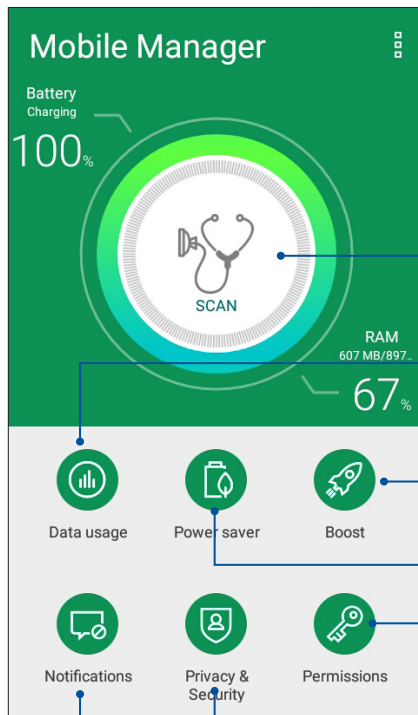 Mobile Manager
Battery
Charging
100%
SCAN
RAM
607 MB/897..
67%
Data usage
Power saver
Boost
Notifications
Privacy &
Security
Permissions